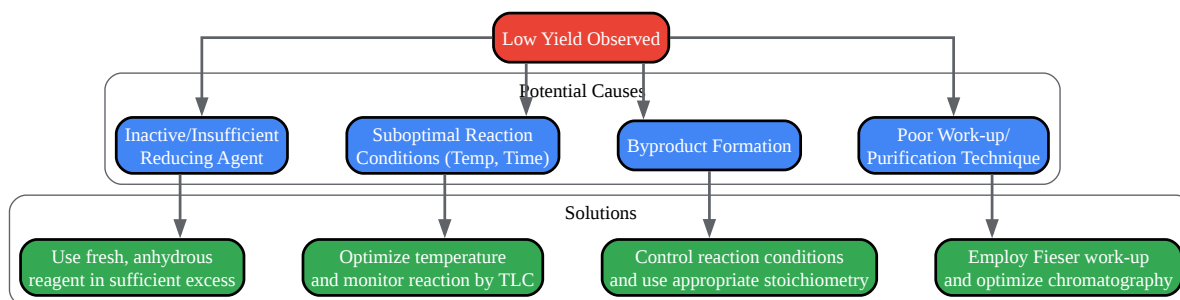 Low Yield Observed
Potential Causes
Inactive/Insufficient
Reducing Agent
Suboptimal Reaction
Conditions (Temp, Time)
Byproduct Formation
Poor Work-up/
Purification Technique
Solutions
Use fresh, anhydrous
reagent in sufficient excess
Optimize temperature
and monitor reaction by TLC
Control reaction conditions
and use appropriate stoichiometry
Employ Fieser work-up
and optimize chromatography